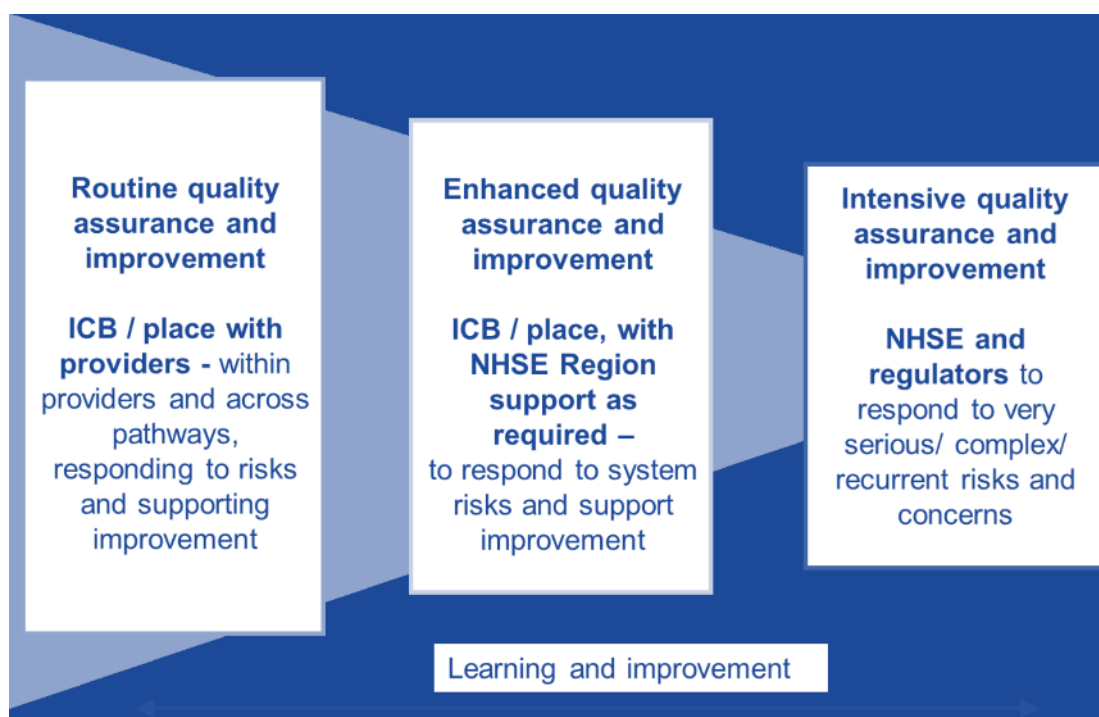 Routine quality
assurance and
improvement
ICB / place with
providers - within
providers and across
pathways,
responding to risks
and supporting
improvement
Enhanced quality
assurance and
improvement
ICB / place, with
NHSE Region
support as
required –
to respond to system
risks and support
improvement
Intensive quality
assurance and
improvement
NHSE and
regulators to
respond to very
serious/ complex/
recurrent risks and
concerns
Learning and improvement